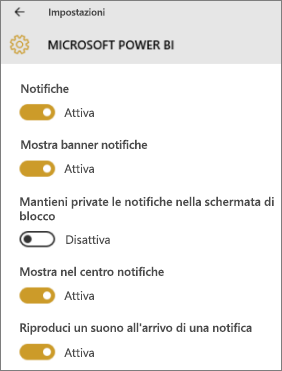 Impostazioni
MICROSOFT POWER BI
Notifiche
Attiva
Mostra banner notifiche
Attiva
Mantieni private le notifiche nella schermata di
blocco
Disattiva
Mostra nel centro notifiche
Attiva
Riproduci un suono all'arrivo di una notifica
Attiva